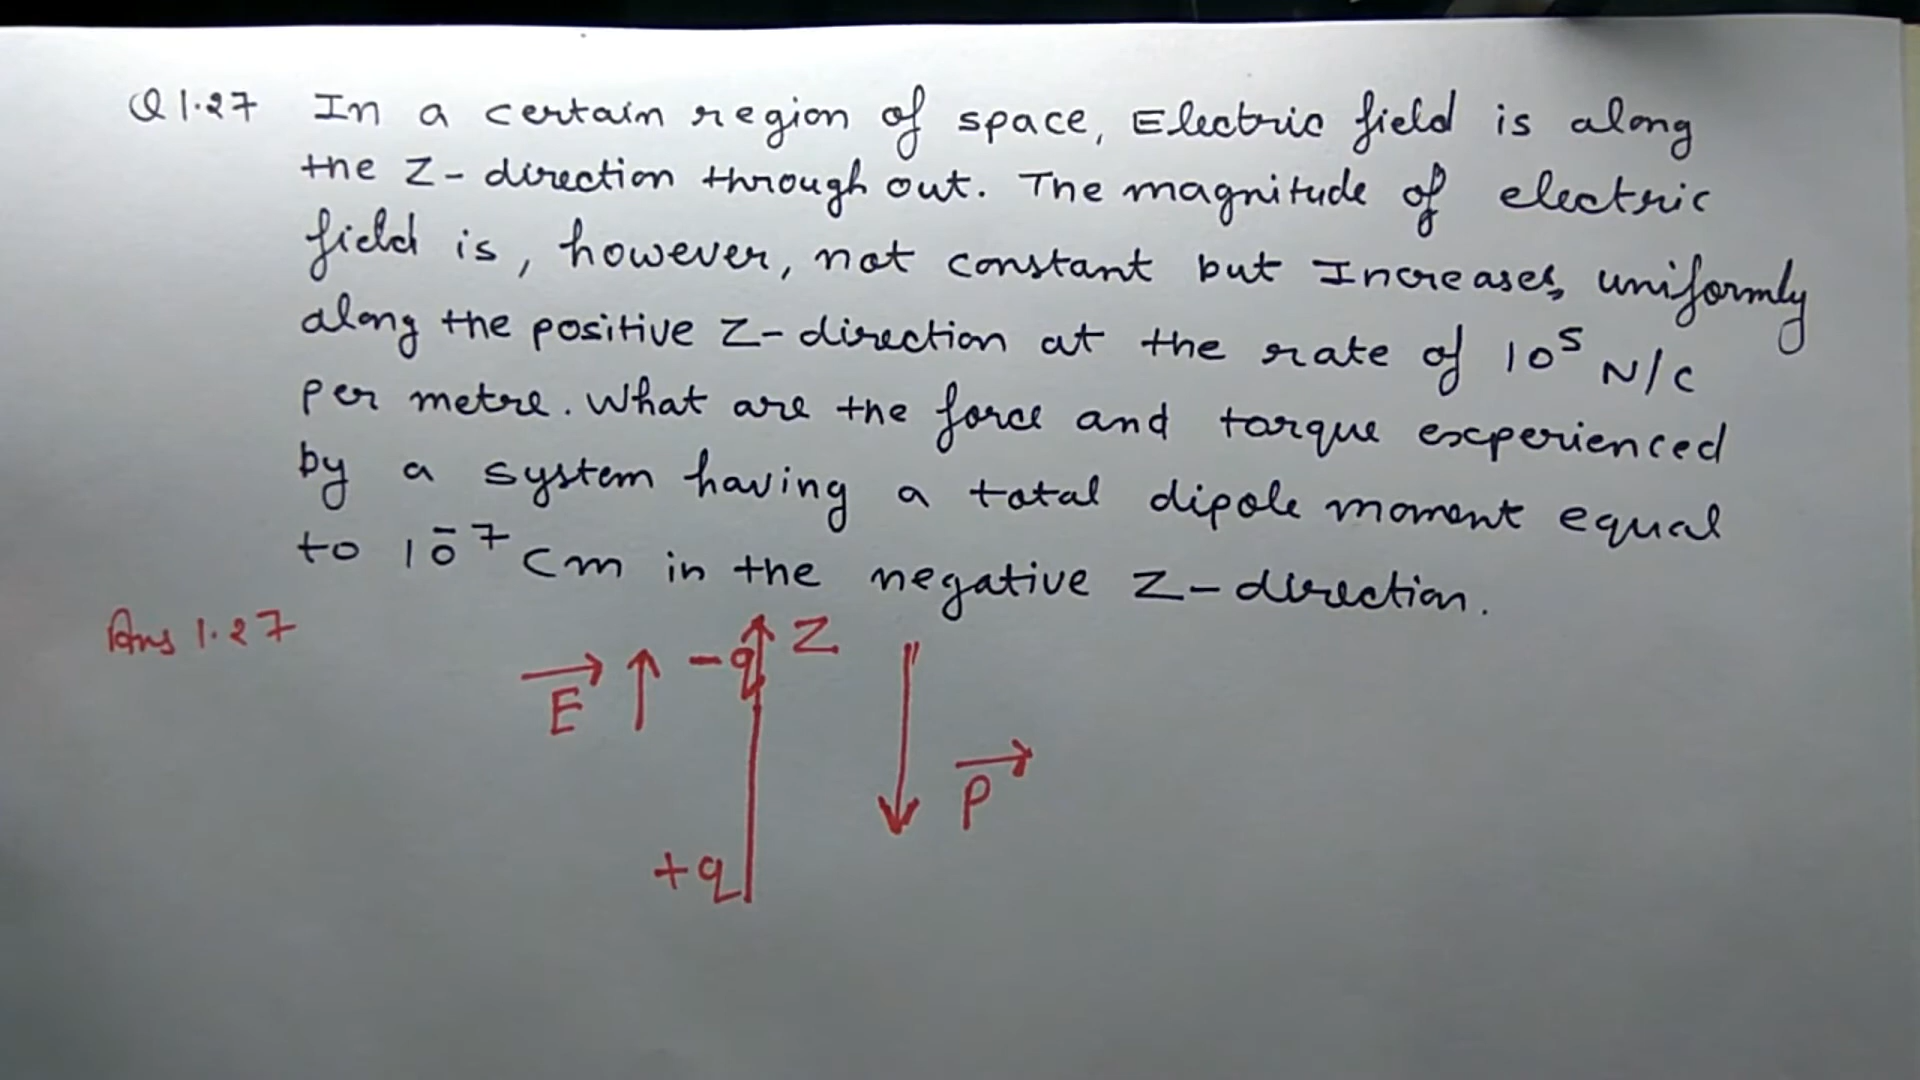 Q 1.27 In a certain region of space, Electric field is along
the Z-direction through out. The magnitude of electric
field is, however, not constant but Increases, uniformly
along the positive Z-direction at the rate of 10⁵ N/C
per metre. What are the force and torque experienced
by a system having a total dipole moment equal
to 10⁻⁷ Cm in the negative Z-direction.
Ans 1.27
E⃗ ↑ -q Z
P⃗
+q